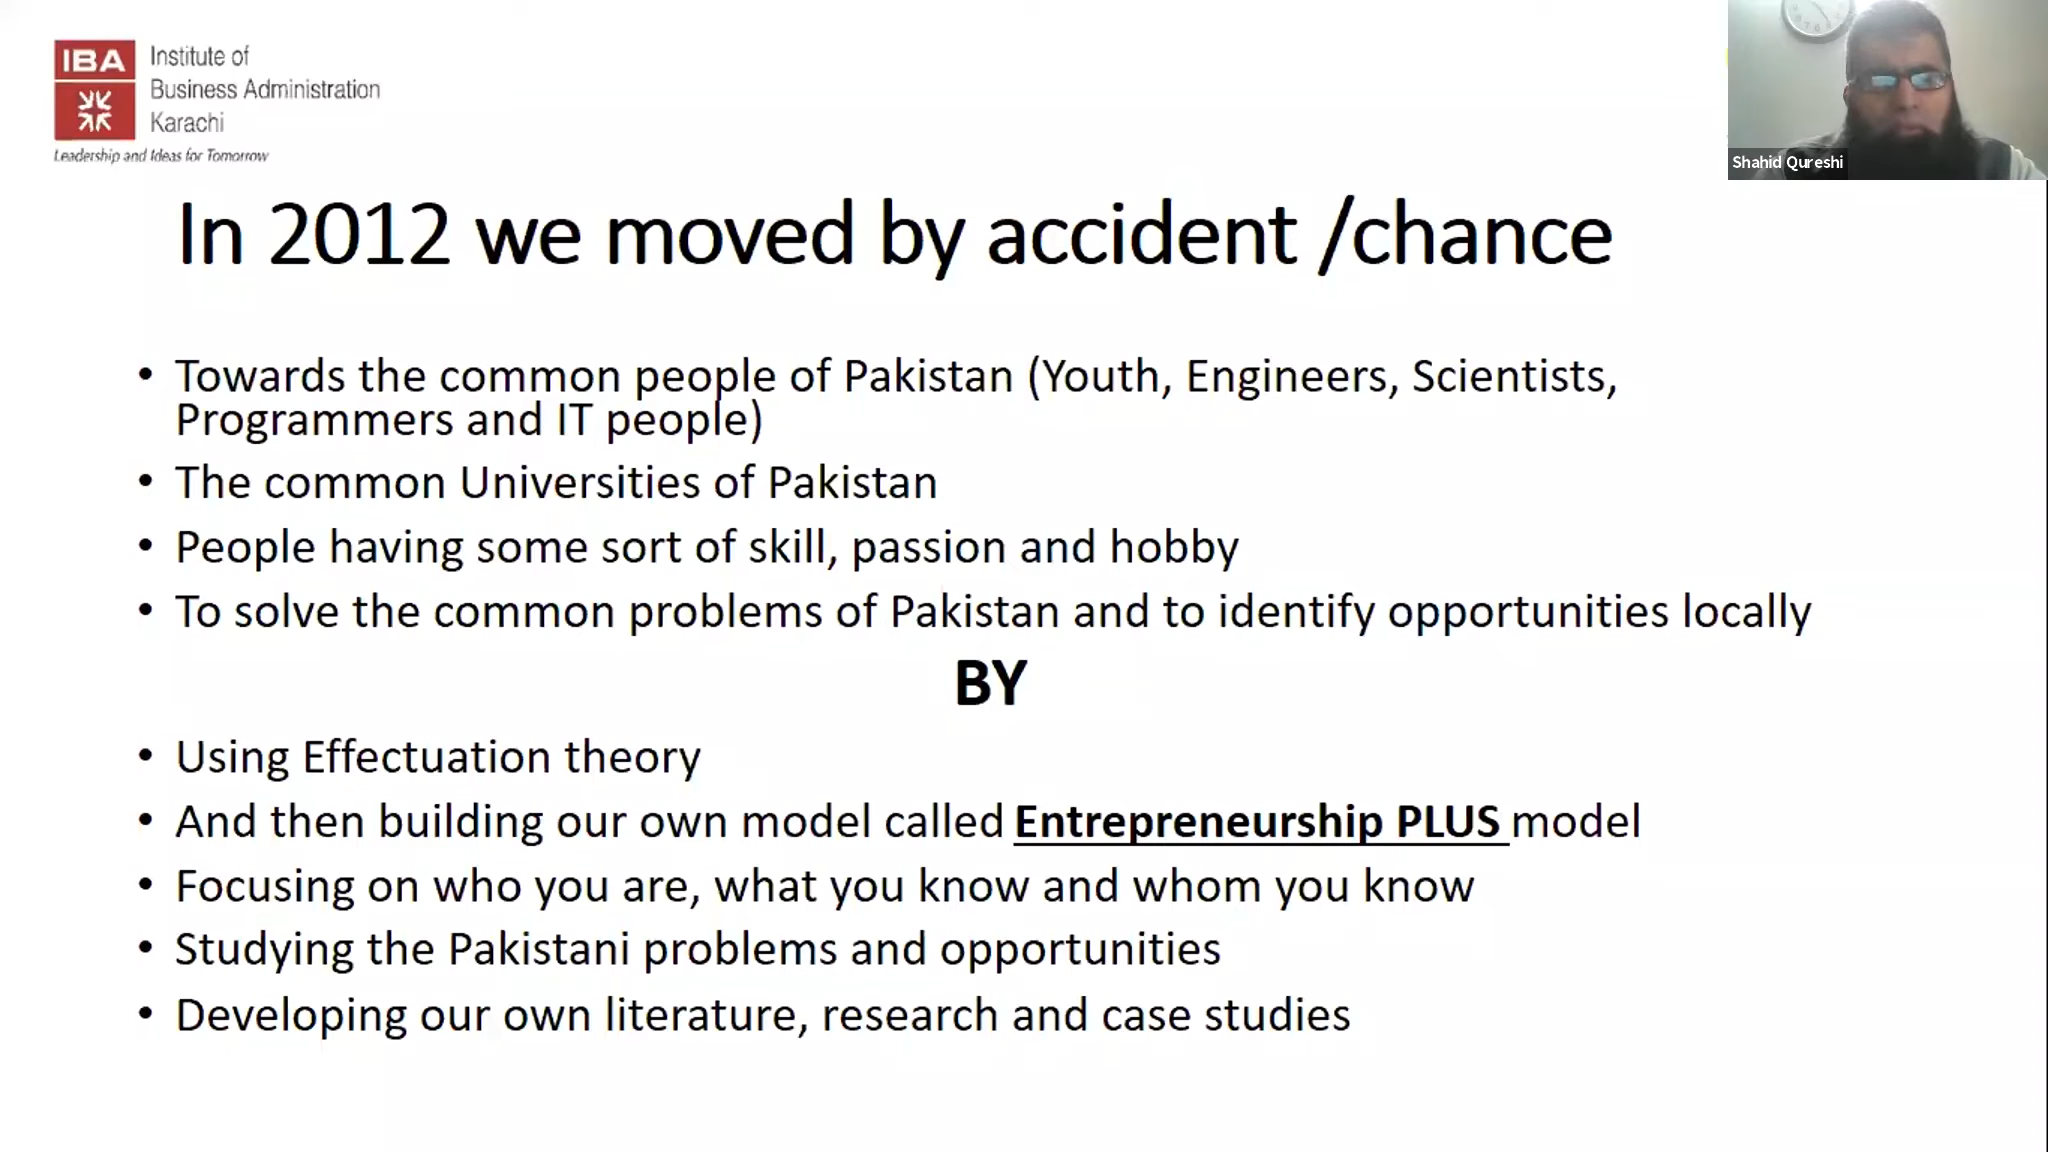 IBA
Institute of
Business Administration
Karachi
Leadership and Ideas for Tomorrow
Shahid Qureshi
In 2012 we moved by accident /chance
• Towards the common people of Pakistan (Youth, Engineers, Scientists,
Programmers and IT people)
• The common Universities of Pakistan
• People having some sort of skill, passion and hobby
• To solve the common problems of Pakistan and to identify opportunities locally
BY
• Using Effectuation theory
• And then building our own model called Entrepreneurship PLUS model
• Focusing on who you are, what you know and whom you know
• Studying the Pakistani problems and opportunities
• Developing our own literature, research and case studies